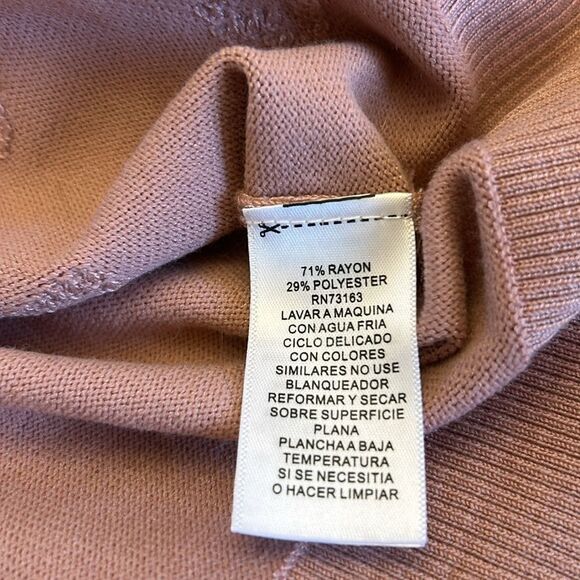 71% RAYON
29% POLYESTER
RN73163
LAVAR A MAQUINA
CON AGUA FRIA
CICLO DELICADO
CON COLORES
SIMILARES NO USE
BLANQUEADOR
REFORMAR Y SECAR
SOBRE SUPERFICIE
PLANA
PLANCHA A BAJA
TEMPERATURA
SI SE NECESITA
O HACER LIMPIAR